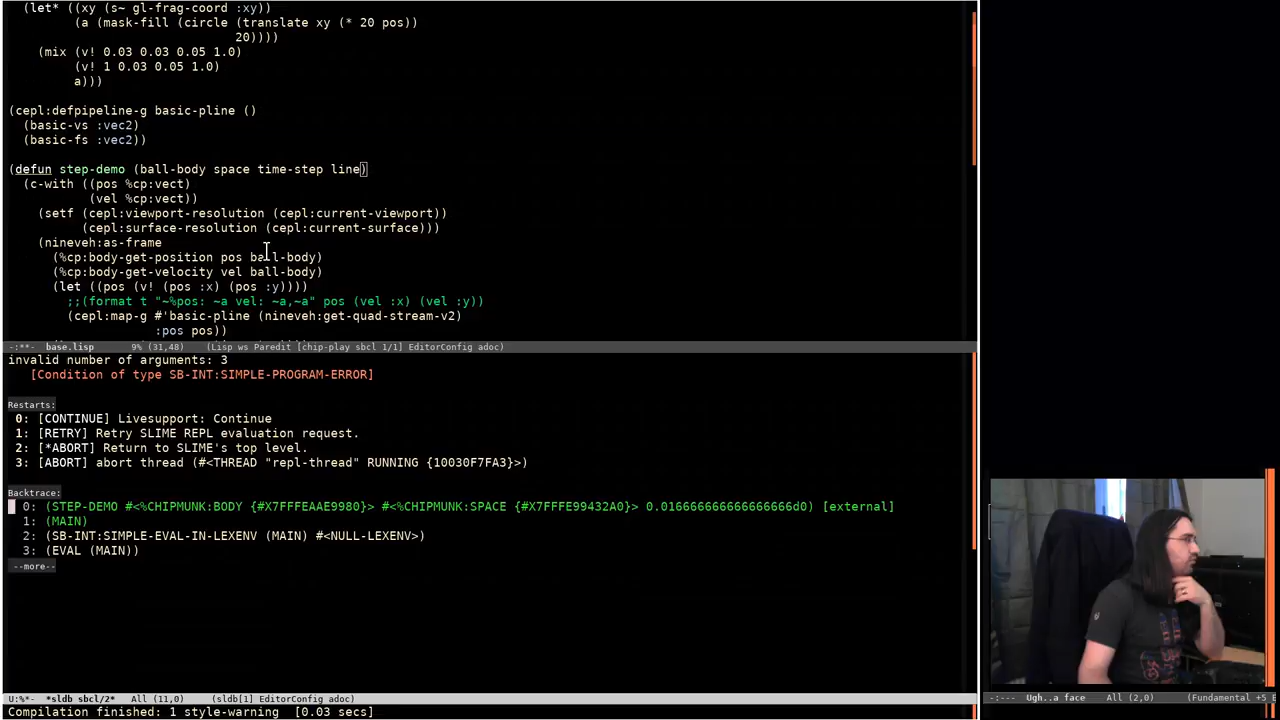 (let* ((xy (s~ gl-frag-coord :xy))
(a (mask-fill (circle (translate xy (* 20 pos))
20))))
(mix (v! 0.03 0.03 0.05 1.0)
(v! 1 0.03 0.05 1.0)
a)))
(cepl:defpipeline-g basic-pline ()
(basic-vs :vec2)
(basic-fs :vec2))
(defun step-demo (ball-body space time-step line)
(c-with ((pos %cp:vect)
(vel %cp:vect))
(setf (cepl:viewport-resolution (cepl:current-viewport))
(cepl:surface-resolution (cepl:current-surface)))
(nineveh:as-frame
(%cp:body-get-position pos ball-body)
(%cp:body-get-velocity vel ball-body)
(let ((pos (v! (pos :x) (pos :y))))
;;(format t "~%pos: ~a vel: ~a,~a" pos (vel :x) (vel :y))
(cepl:map-g #'basic-pline (nineveh:get-quad-stream-v2)
:pos pos))
-:**- base.lisp 9% (31,48) (Lisp ws Paredit [chip-play sbcl 1/1] EditorConfig adoc)
invalid number of arguments: 3
[Condition of type SB-INT:SIMPLE-PROGRAM-ERROR]
Restarts:
0: [CONTINUE] Livesupport: Continue
1: [RETRY] Retry SLIME REPL evaluation request.
2: [*ABORT] Return to SLIME's top level.
3: [ABORT] abort thread (#<THREAD "repl-thread" RUNNING {10030F7FA3}>)
Backtrace:
0: (STEP-DEMO #<%CHIPMUNK:BODY {#X7FFFEAAE9980}> #<%CHIPMUNK:SPACE {#X7FFFE99432A0}> 0.016666666666666666d0) [external]
1: (MAIN)
2: (SB-INT:SIMPLE-EVAL-IN-LEXENV (MAIN) #<NULL-LEXENV>)
3: (EVAL (MAIN))
--more--
U:%*- *sldb sbcl/2* All (11,0) (sldb[1] EditorConfig adoc)
-:--- Ugh..a face All (2,0) (Fundamental +5 E
Compilation finished: 1 style-warning [0.03 secs]